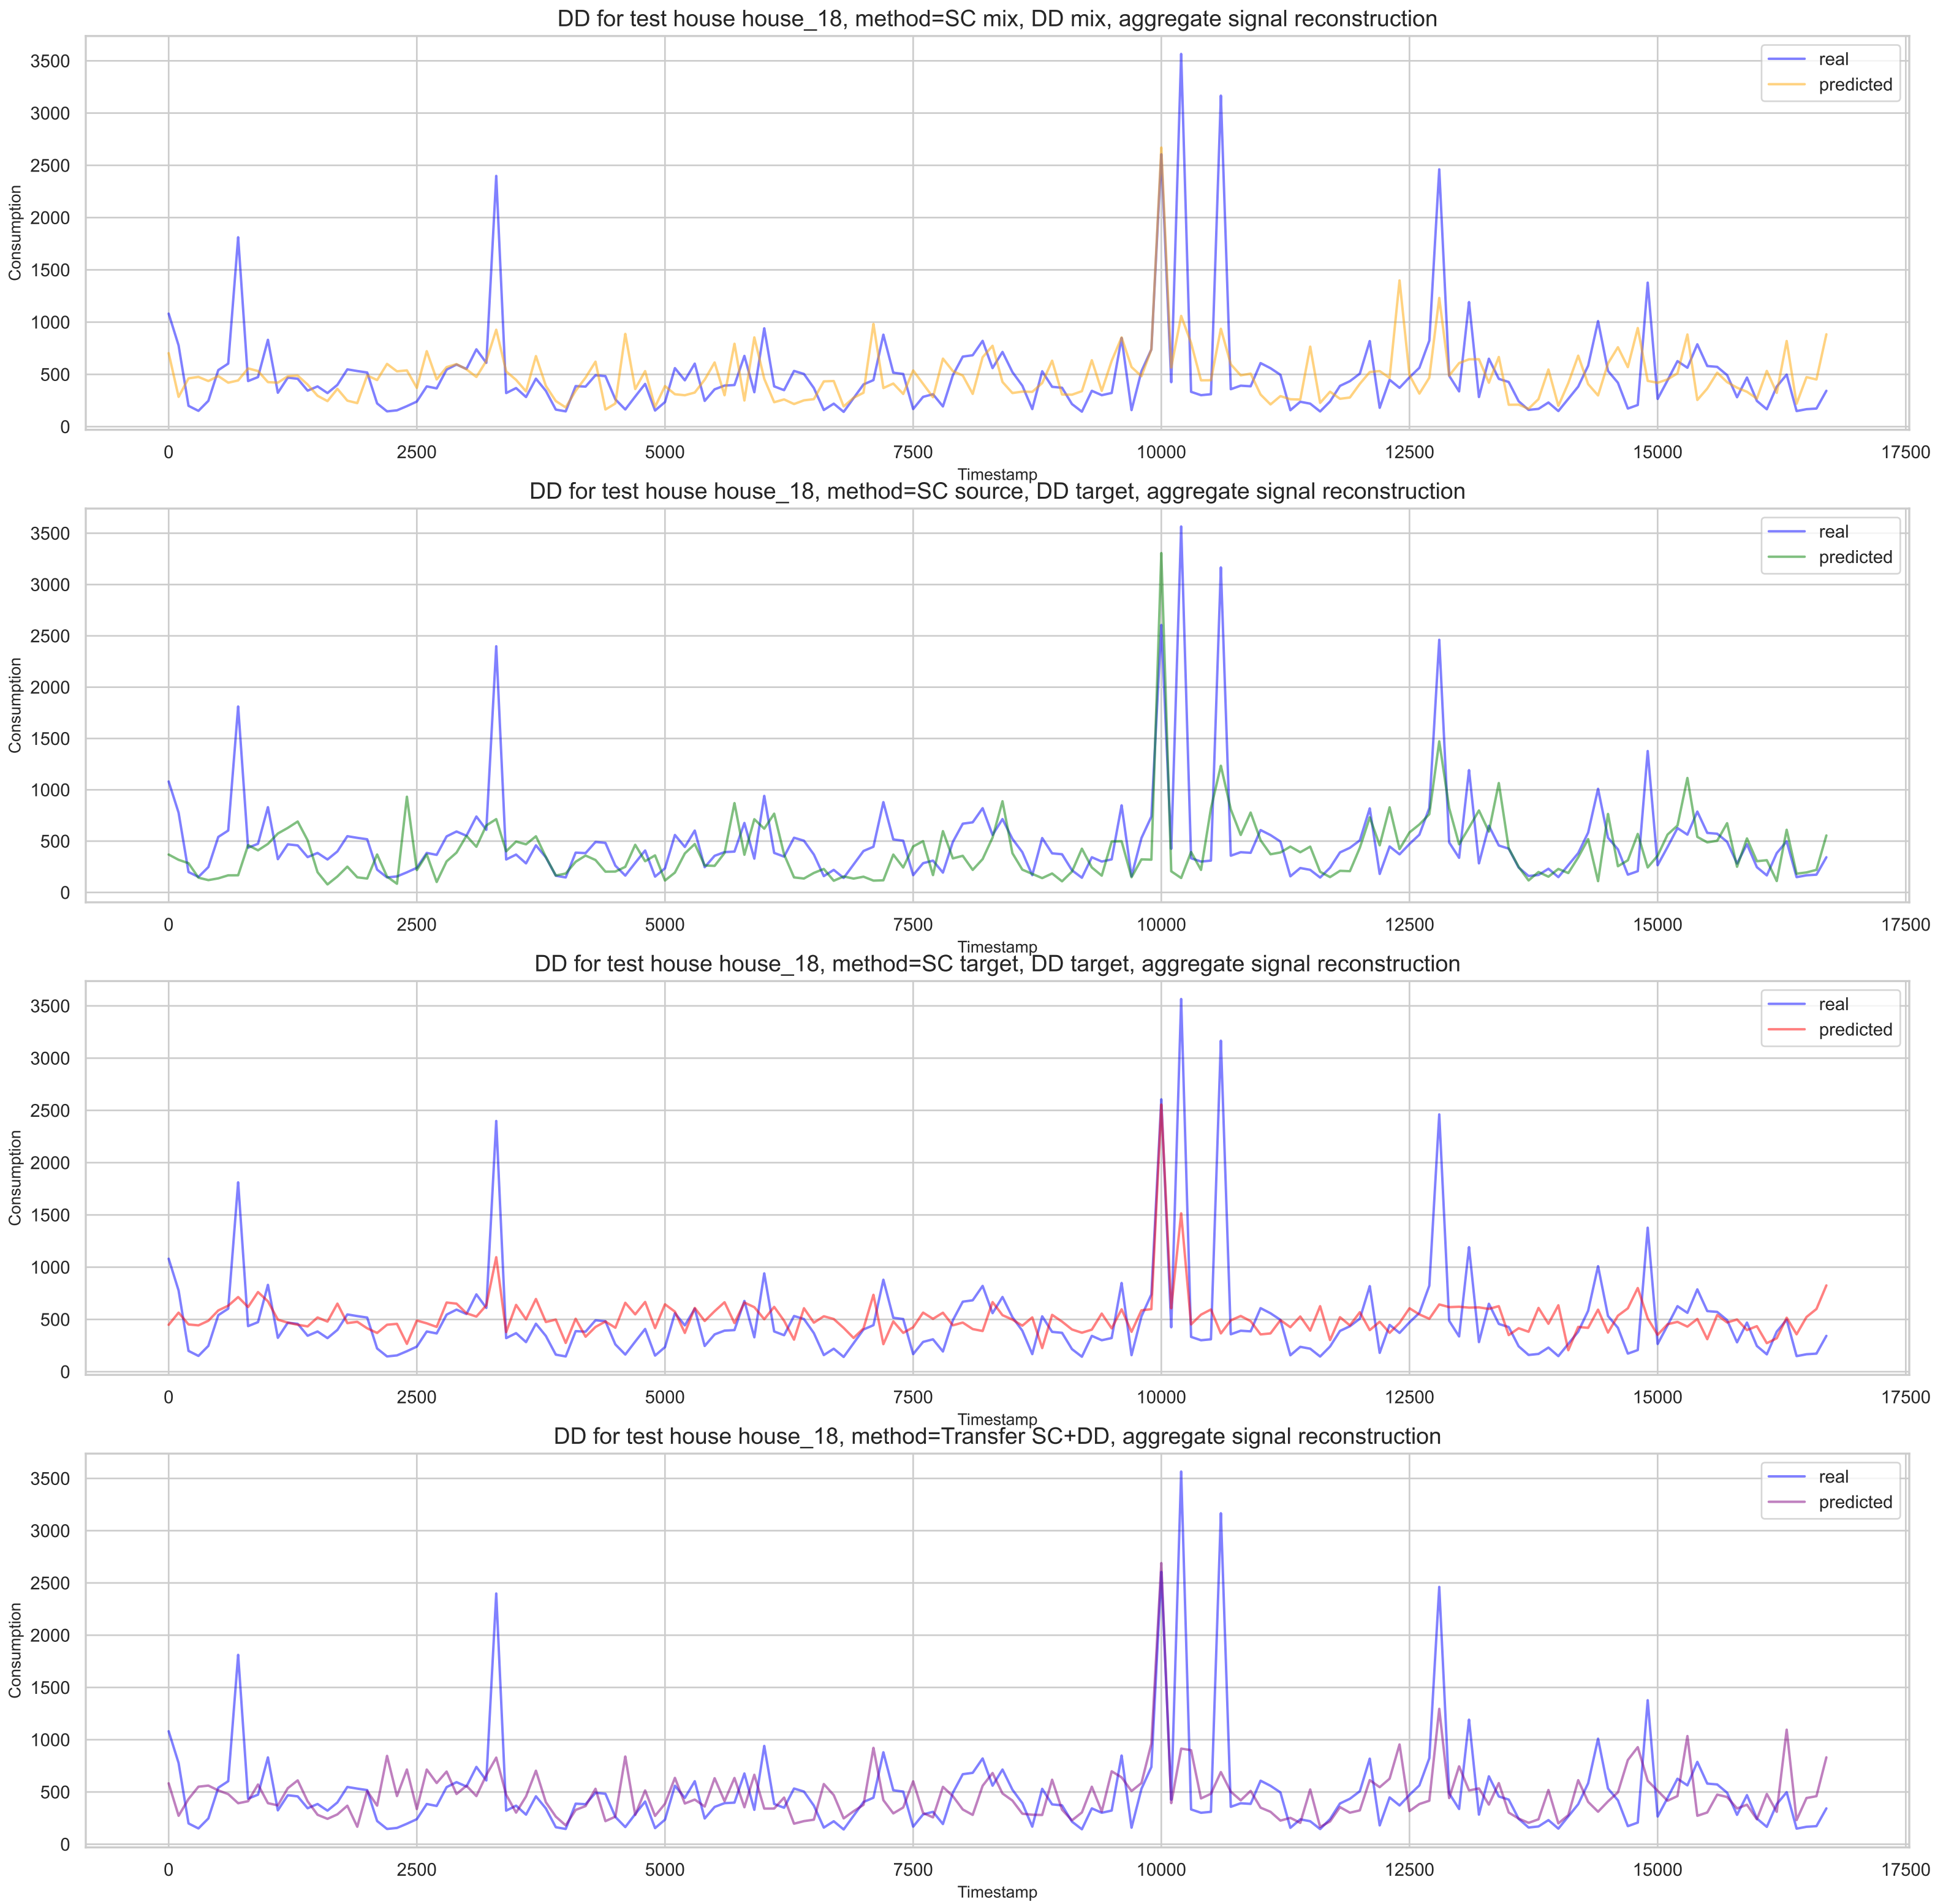 DD for test house house_18, method=SC mix, DD mix, aggregate signal reconstruction
3500
3000
2500
2000
1500
1000
500
0
Consumption
real
predicted
0 2500 5000 7500 10000 12500 15000 17500
Timestamp
DD for test house house_18, method=SC source, DD target, aggregate signal reconstruction
3500
3000
2500
2000
1500
1000
500
0
Consumption
real
predicted
0 2500 5000 7500 10000 12500 15000 17500
Timestamp
DD for test house house_18, method=SC target, DD target, aggregate signal reconstruction
3500
3000
2500
2000
1500
1000
500
0
Consumption
real
predicted
0 2500 5000 7500 10000 12500 15000 17500
Timestamp
DD for test house house_18, method=Transfer SC+DD, aggregate signal reconstruction
3500
3000
2500
2000
1500
1000
500
0
Consumption
real
predicted
0 2500 5000 7500 10000 12500 15000 17500
Timestamp